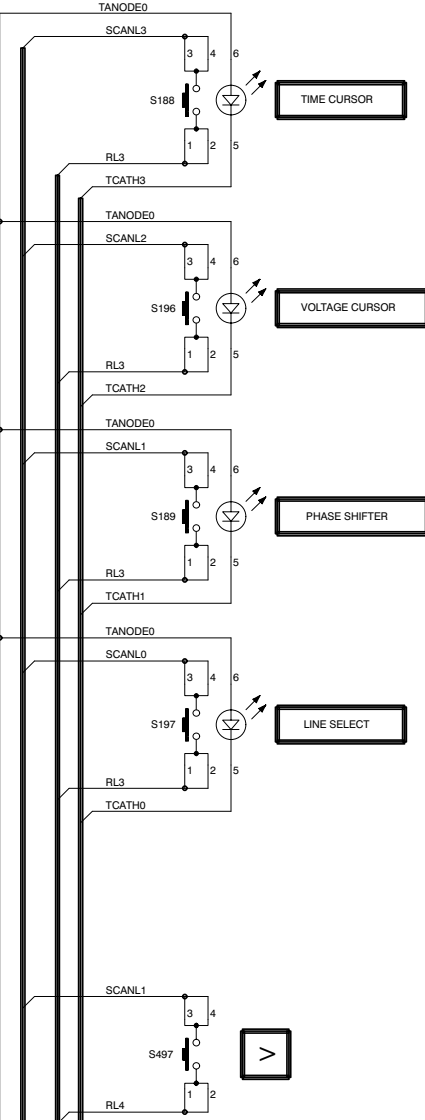 TANODE0
SCANL3
3 4 6
S188
TIME CURSOR
1 2 5
RL3
TCATH3
TANODE0
SCANL2
3 4 6
S196
VOLTAGE CURSOR
1 2 5
RL3
TCATH2
TANODE0
SCANL1
3 4 6
S189
PHASE SHIFTER
1 2 5
RL3
TCATH1
TANODE0
SCANL0
3 4 6
S197
LINE SELECT
1 2 5
RL3
TCATH0
SCANL1
3 4
S497
>
1 2
RL4